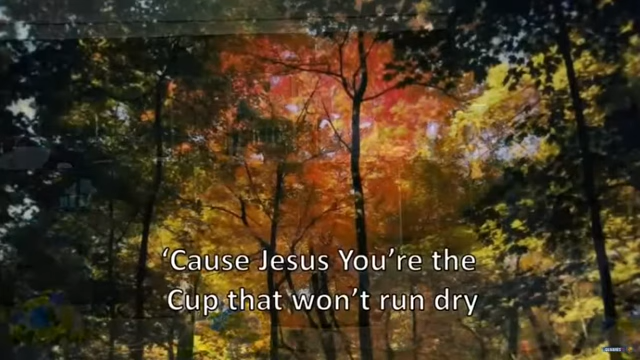 ‘Cause Jesus You’re the
Cup that won’t run dry